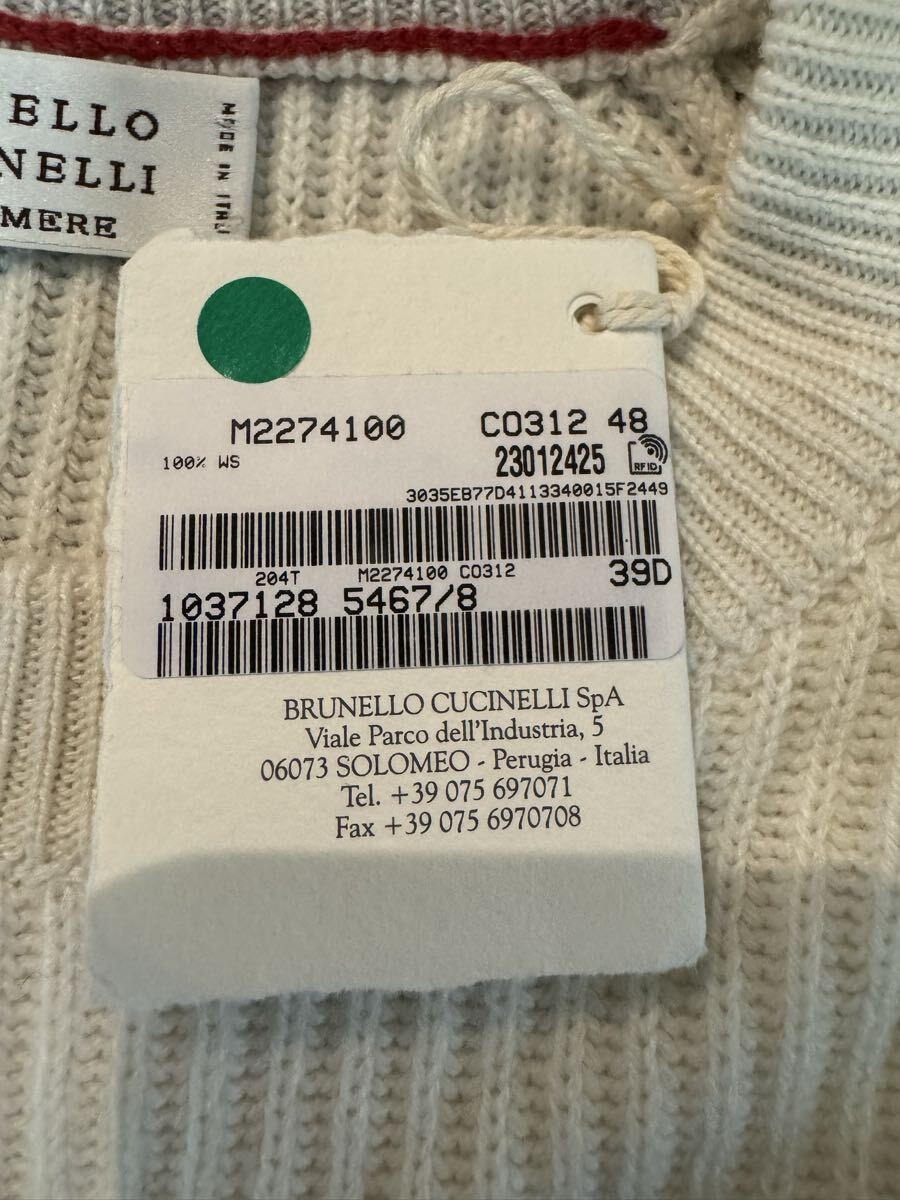 ELLO
NELLI
MERE
MADE IN ITAL
M2274100 CO312 48
100% WS 23012425 RFID
3035EB77D4113340015F2449
204T M2274100 CO312 39D
1037128 5467/8
BRUNELLO CUCINELLI SpA
Viale Parco dell'Industria, 5
06073 SOLOMEO - Perugia - Italia
Tel. +39 075 697071
Fax +39 075 6970708